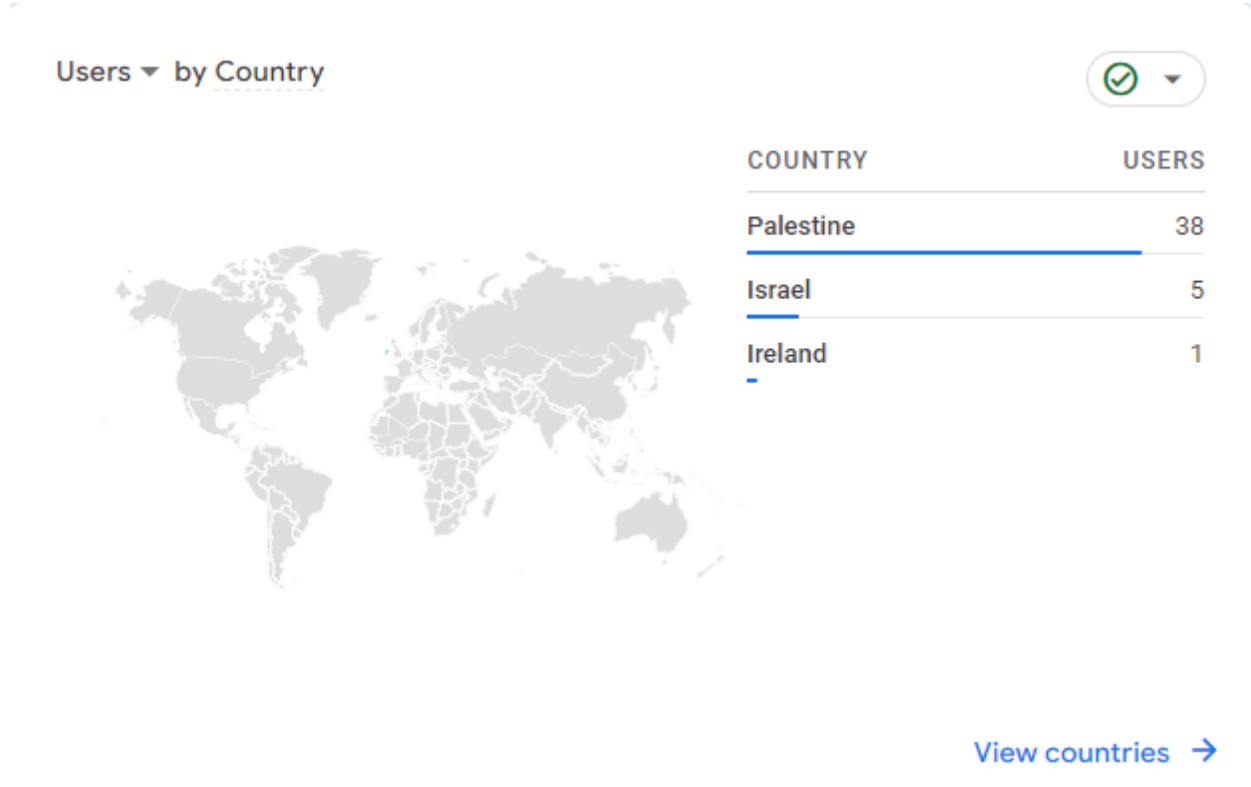 Users by Country
COUNTRY USERS
Palestine 38
Israel 5
Ireland 1
View countries